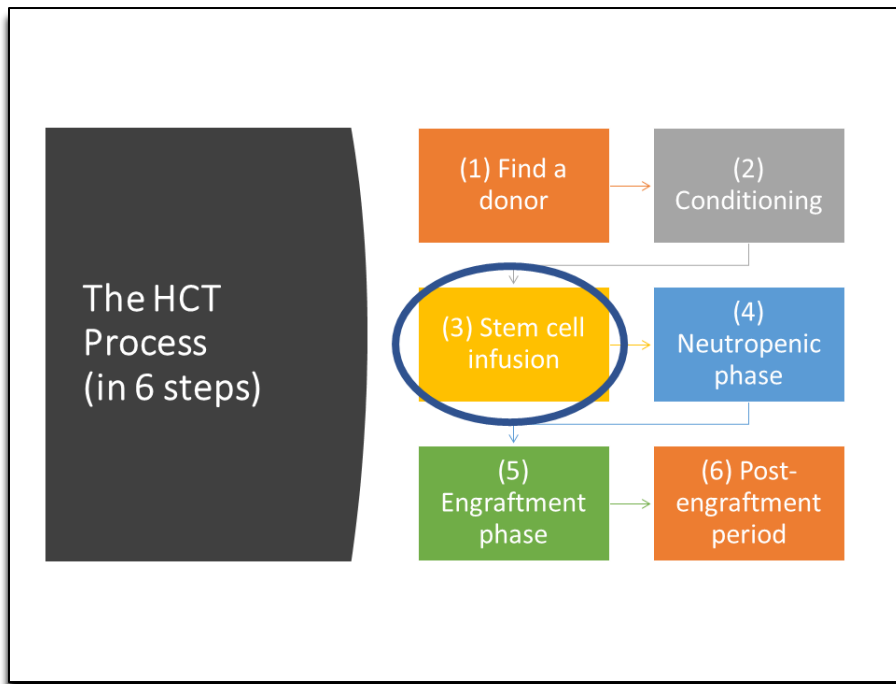 The HCT
Process
(in 6 steps)
(1) Find a
donor
(2)
Conditioning
(3) Stem cell
infusion
(4)
Neutropenic
phase
(5)
Engraftment
phase
(6) Post-
engraftment
period